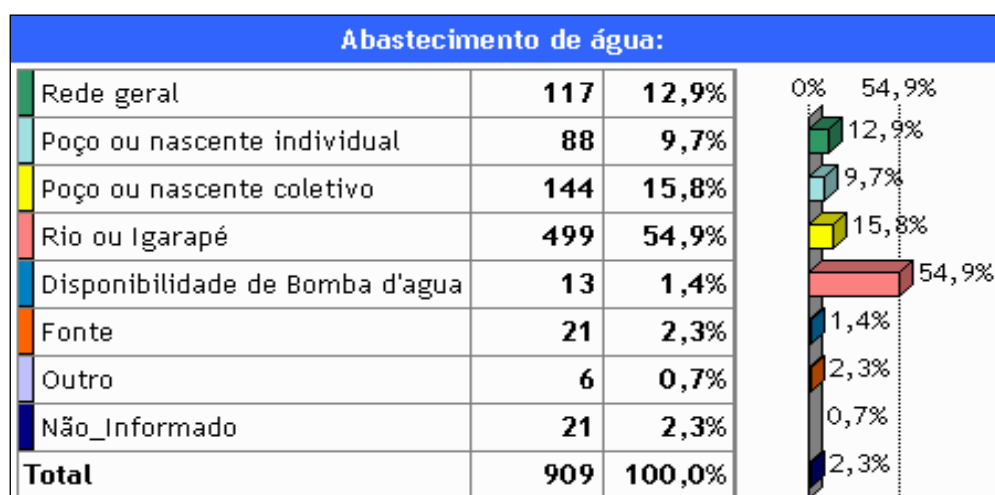 Abastecimento de água:
Rede geral 117 12,9%
Poço ou nascente individual 88 9,7%
Poço ou nascente coletivo 144 15,8%
Rio ou Igarapé 499 54,9%
Disponibilidade de Bomba d'agua 13 1,4%
Fonte 21 2,3%
Outro 6 0,7%
Não_Informado 21 2,3%
Total 909 100,0%
0% 54,9%
12,9%
9,7%
15,8%
54,9%
1,4%
2,3%
0,7%
2,3%